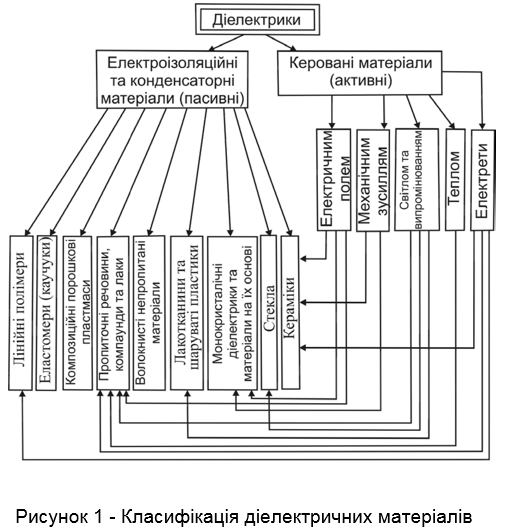 Діелектрики
Електроізоляційні
та конденсаторні
матеріали (пасивні)
Керовані матеріали
(активні)
Електричним
полем
Механічним
зусиллям
Світлом та
випромінюванням
Теплом
Електрети
Лінійні полімери
Еластомери (каучуки)
Композиційні порошкові
пластмаси
Пропиточні речовини,
компаунди та лаки
Волокнисті непропитані
матеріали
Лакотканини та
шаруваті пластики
Монокристалічні
діелектрики та
матеріали на їх основі
Стекла
Кераміки
Рисунок 1 - Класифікація діелектричних матеріалів